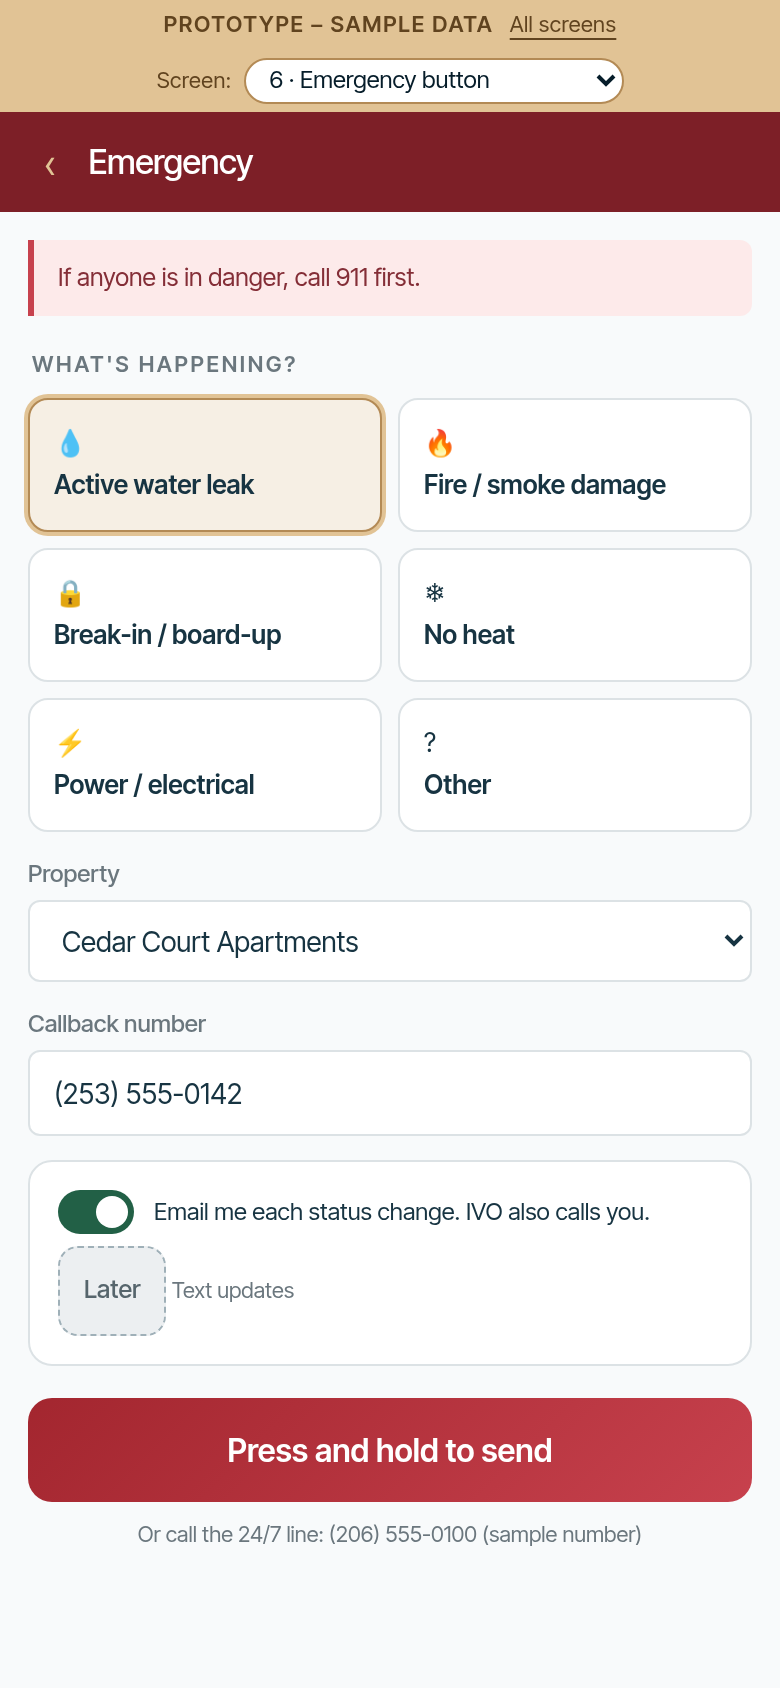 PROTOTYPE – SAMPLE DATA All screens
Screen: 6 · Emergency button
‹ Emergency
If anyone is in danger, call 911 first.
WHAT'S HAPPENING?
Active water leak
Fire / smoke damage
Break-in / board-up
No heat
Power / electrical
?
Other
Property
Cedar Court Apartments
Callback number
(253) 555-0142
Email me each status change. IVO also calls you.
Later Text updates
Press and hold to send
Or call the 24/7 line: (206) 555-0100 (sample number)